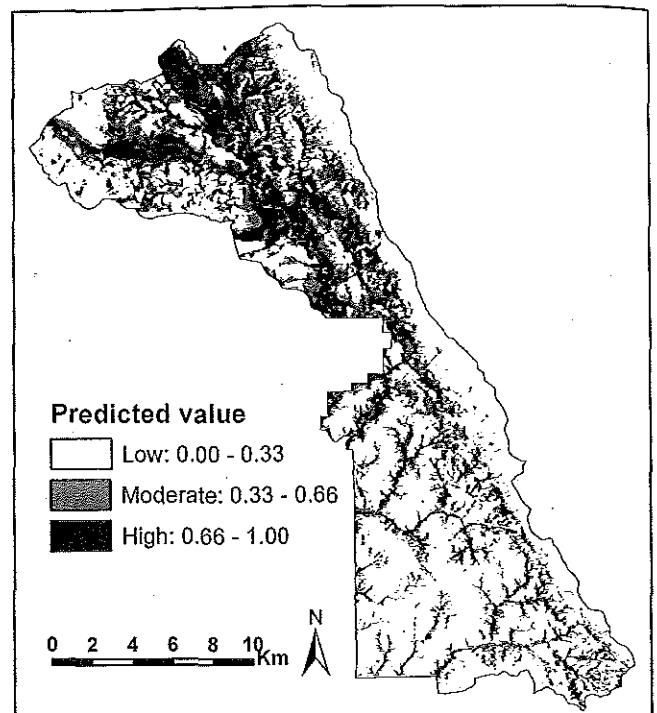 Predicted value
Low: 0.00 - 0.33
Moderate: 0.33 - 0.66
High: 0.66 - 1.00
N
0 2 4 6 8 10
Km